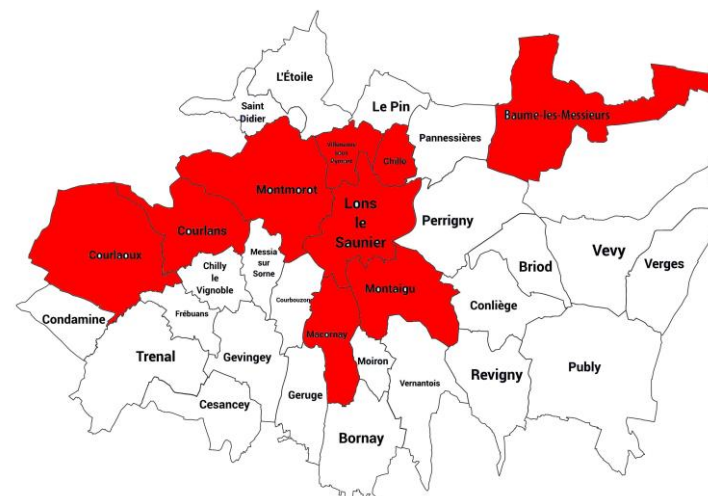 L'Étoile
Saint
Didier
Le Pin
Baume-les-Messieurs
Pannessières
Villeneuve
sous
Chille
Montmorot
Lons
le
Saunier
Perrigny
Courlans
Courlaoux
Messia
sur
Sorne
Chilly
le
Vignoble
Briod
Vevy
Verges
Montaigu
Conliège
Courbouzon
Frébuans
Condamine
Macornay
Trenal
Gevingey
Moiron
Vernantois
Revigny
Publy
Cesancey
Geruge
Bornay